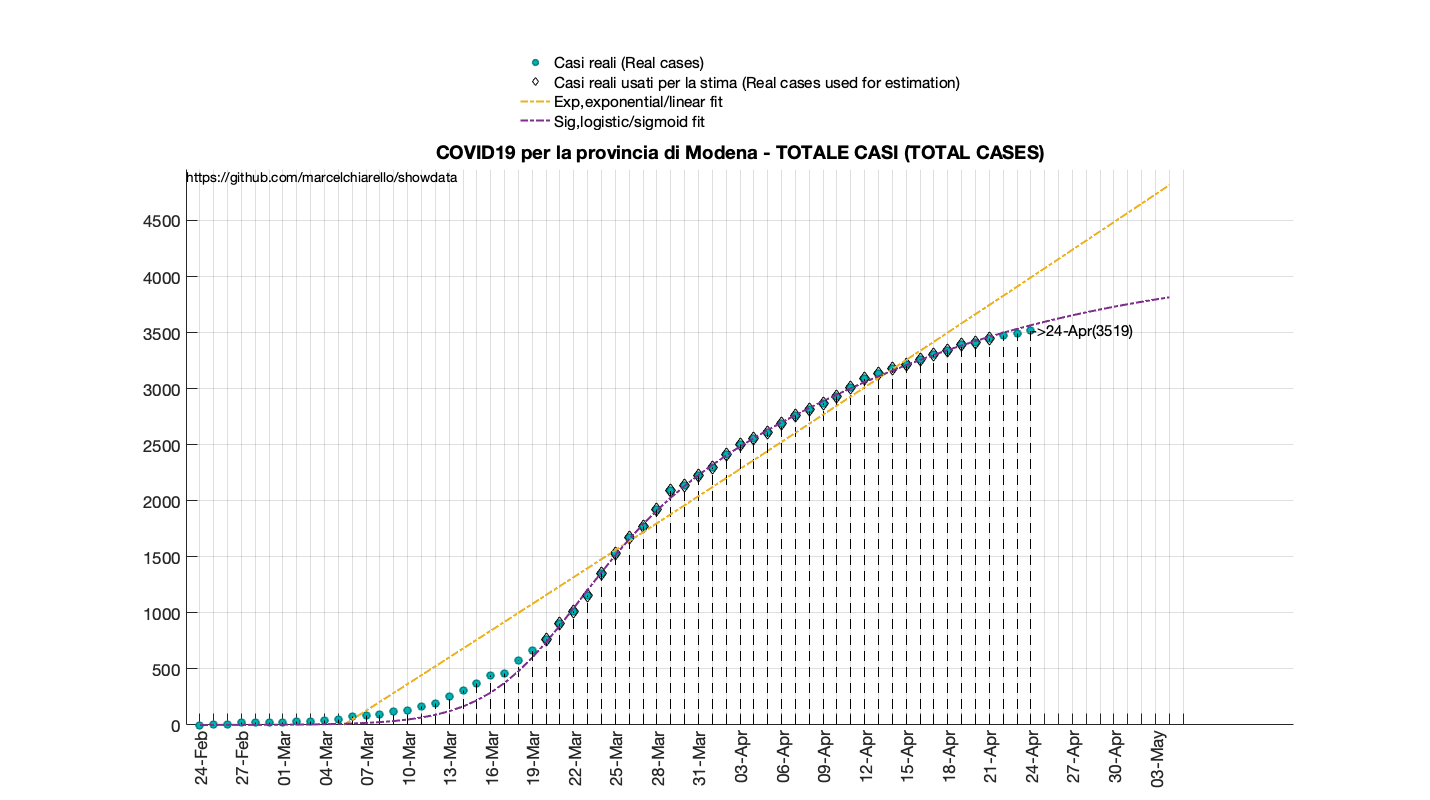 Casi reali (Real cases)
Casi reali usati per la stima (Real cases used for estimation)
Exp,exponential/linear fit
Sig,logistic/sigmoid fit
COVID19 per la provincia di Modena - TOTALE CASI (TOTAL CASES)
https://github.com/marcelchiarello/showdata
4500
4000
3500
3000
2500
2000
1500
1000
500
0
->24-Apr(3519)
24-Feb
27-Feb
01-Mar
04-Mar
07-Mar
10-Mar
13-Mar
16-Mar
19-Mar
22-Mar
25-Mar
28-Mar
31-Mar
03-Apr
06-Apr
09-Apr
12-Apr
15-Apr
18-Apr
21-Apr
24-Apr
27-Apr
30-Apr
03-May